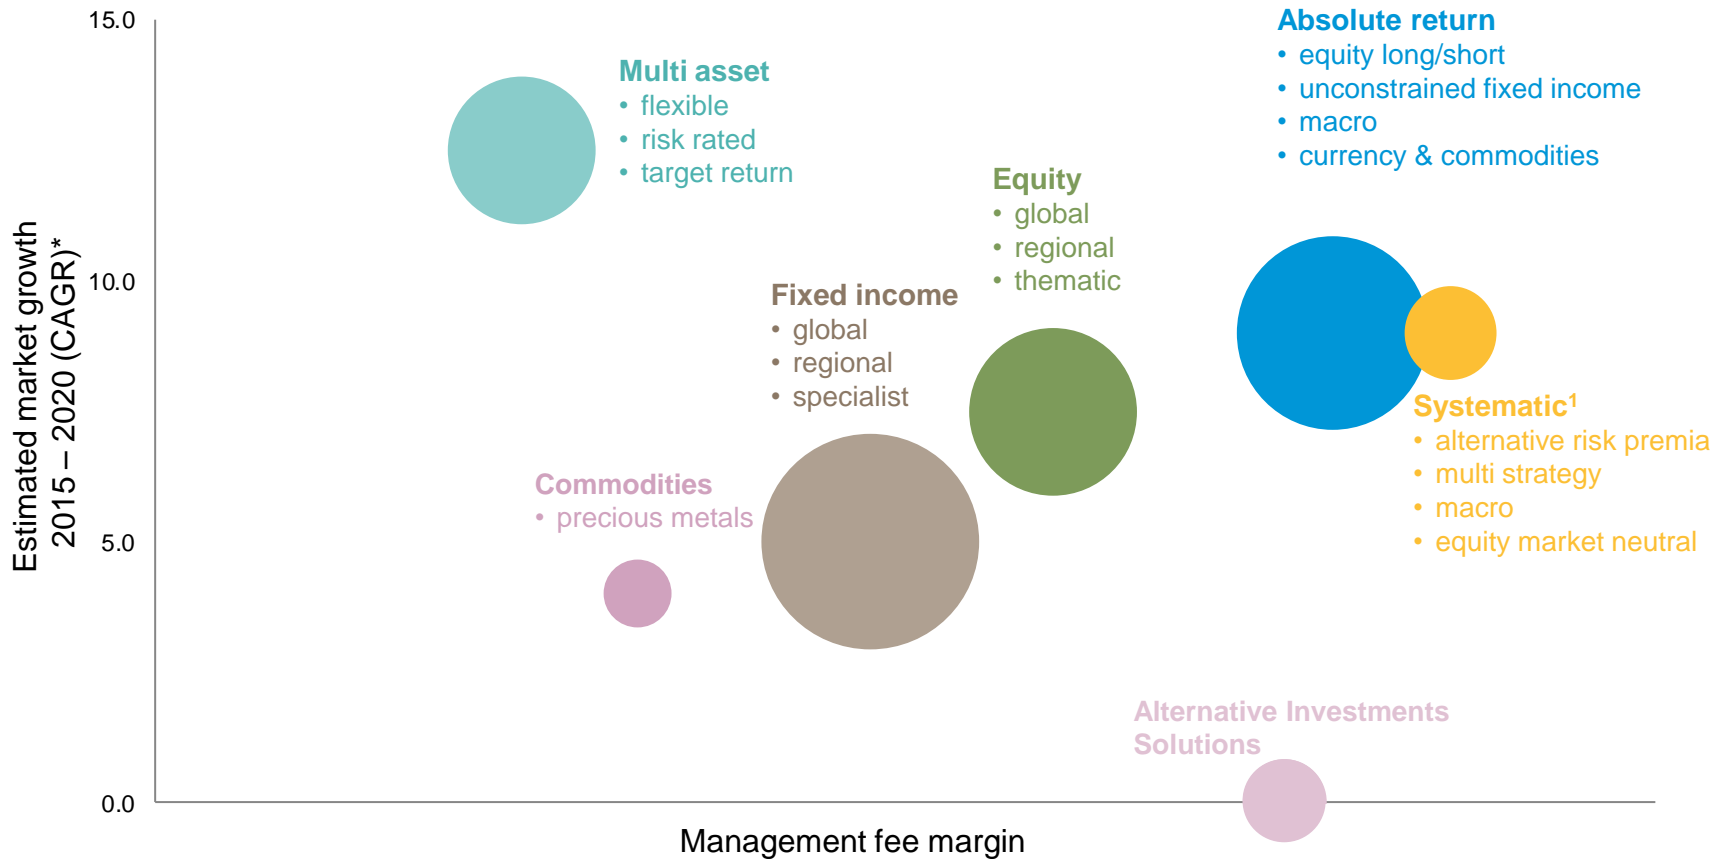 15.0
10.0
5.0
0.0
Estimated market growth
2015 – 2020 (CAGR)*
Multi asset
• flexible
• risk rated
• target return
Absolute return
• equity long/short
• unconstrained fixed income
• macro
• currency & commodities
Equity
• global
• regional
• thematic
Fixed income
• global
• regional
• specialist
Systematic¹
• alternative risk premia
• multi strategy
• macro
• equity market neutral
Commodities
• precious metals
Alternative Investments
Solutions
Management fee margin